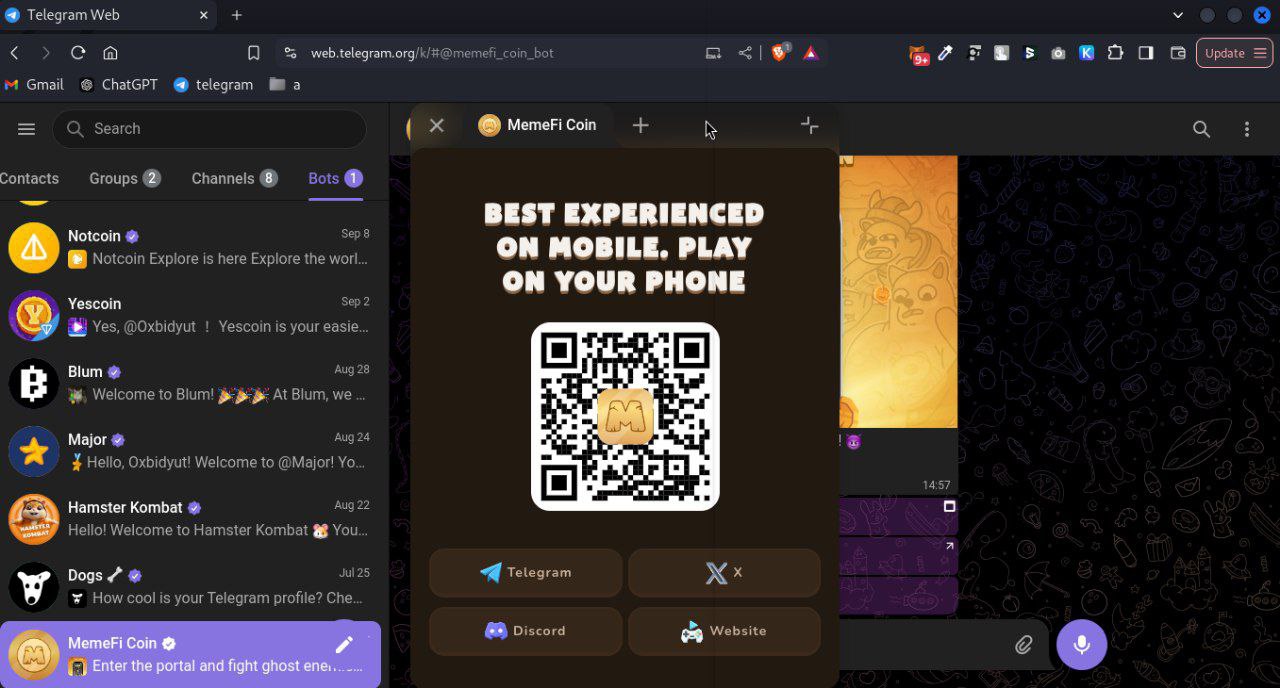 Telegram Web
web.telegram.org/k/#@memefi_coin_bot
1
9+
Update
Gmail
ChatGPT
telegram
a
Search
MemeFi Coin
Contacts
Groups 2
Channels 8
Bots 1
Notcoin
Sep 8
Notcoin Explore is here Explore the worl...
Yescoin
Sep 2
Yes, @Oxbidyut ! Yescoin is your easie...
Blum
Aug 28
Welcome to Blum! 🎉🎉🎉 At Blum, we ...
Major
Aug 24
Hello, Oxbidyut! Welcome to @Major! Yo...
Hamster Kombat
Aug 22
Hello! Welcome to Hamster Kombat 🐹 You...
HAMSTER
KOMBAT
Dogs 🦴
Jul 25
How cool is your Telegram profile? Che...
MemeFi Coin
Enter the portal and fight ghost ene...
BEST EXPERIENCED
ON MOBILE. PLAY
ON YOUR PHONE
M
Telegram
X
Discord
Website
! 😈
14:57